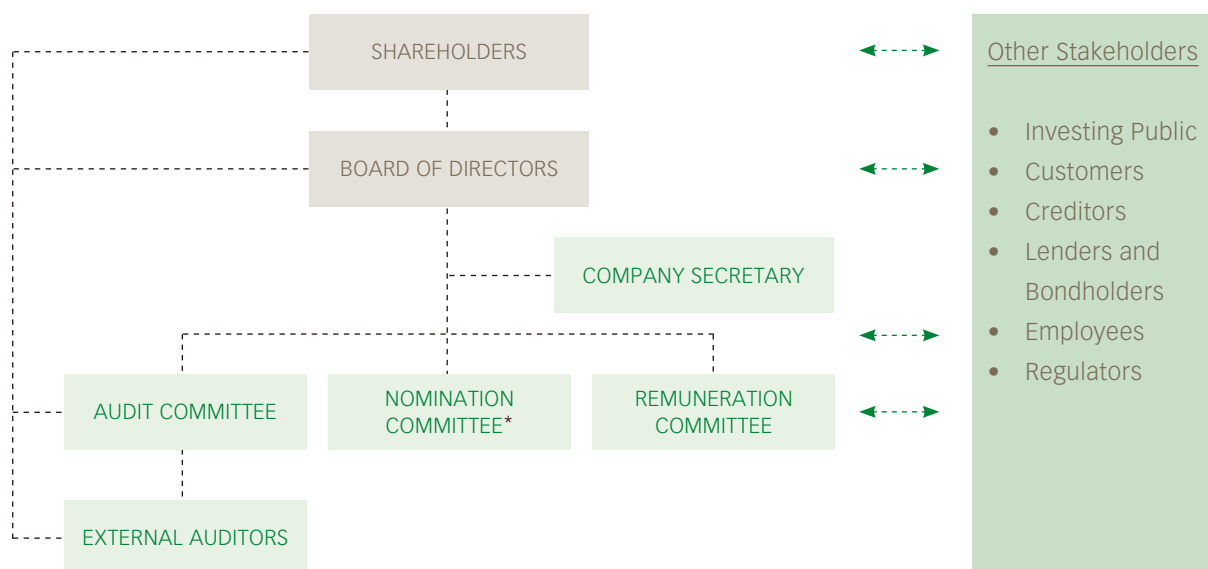 SHAREHOLDERS
BOARD OF DIRECTORS
COMPANY SECRETARY
AUDIT COMMITTEE
NOMINATION
COMMITTEE*
REMUNERATION
COMMITTEE
EXTERNAL AUDITORS
Other Stakeholders
• Investing Public
• Customers
• Creditors
• Lenders and
Bondholders
• Employees
• Regulators